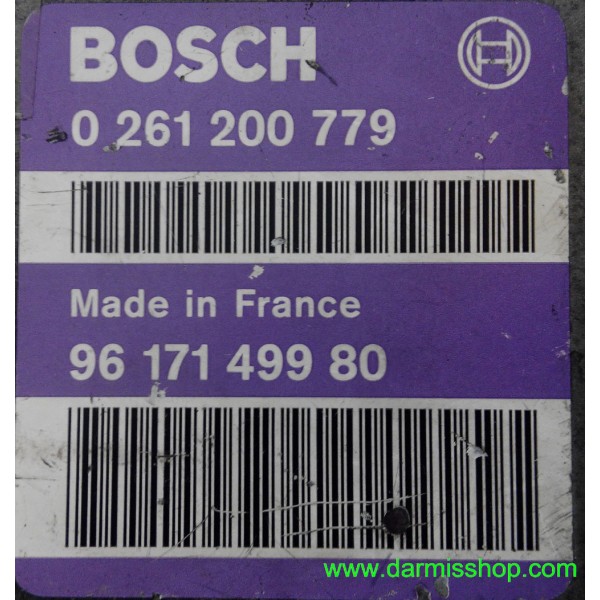 BOSCH
0 261 200 779
Made in France
96 171 499 80
www.darmisshop.com